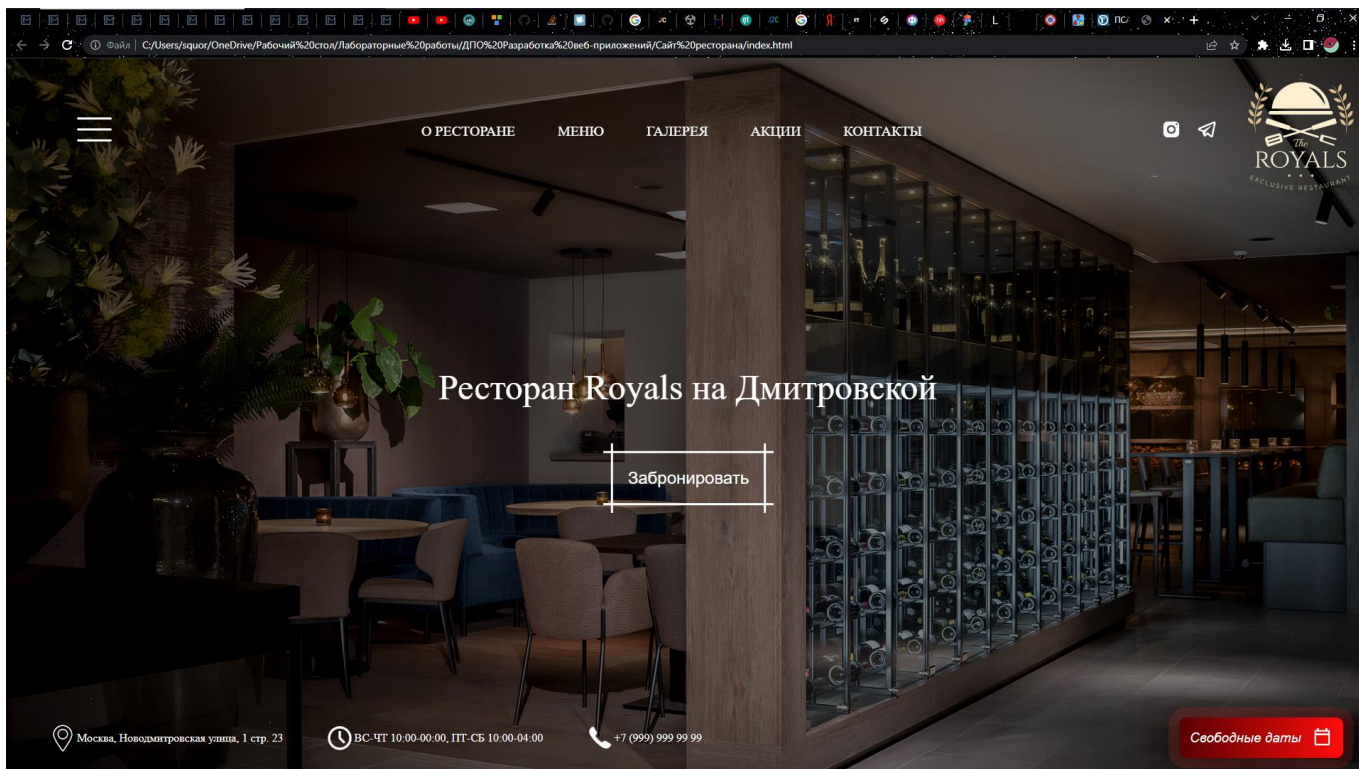 Файл C:/Users/squor/OneDrive/Рабочий%20стол/Лабораторные%20работы/ДПО%20Разработка%20веб-приложений/Сайт%20ресторана/index.html
О РЕСТОРАНЕ МЕНЮ ГАЛЕРЕЯ АКЦИИ КОНТАКТЫ
The
ROYALS
EXCLUSIVE RESTAURANT
Ресторан Royals на Дмитровской
Забронировать
Москва, Новодмитровская улица, 1 стр. 23
ВС-ЧТ 10:00-00:00, ПТ-СБ 10:00-04:00
+7 (999) 999 99 99
Свободные даты